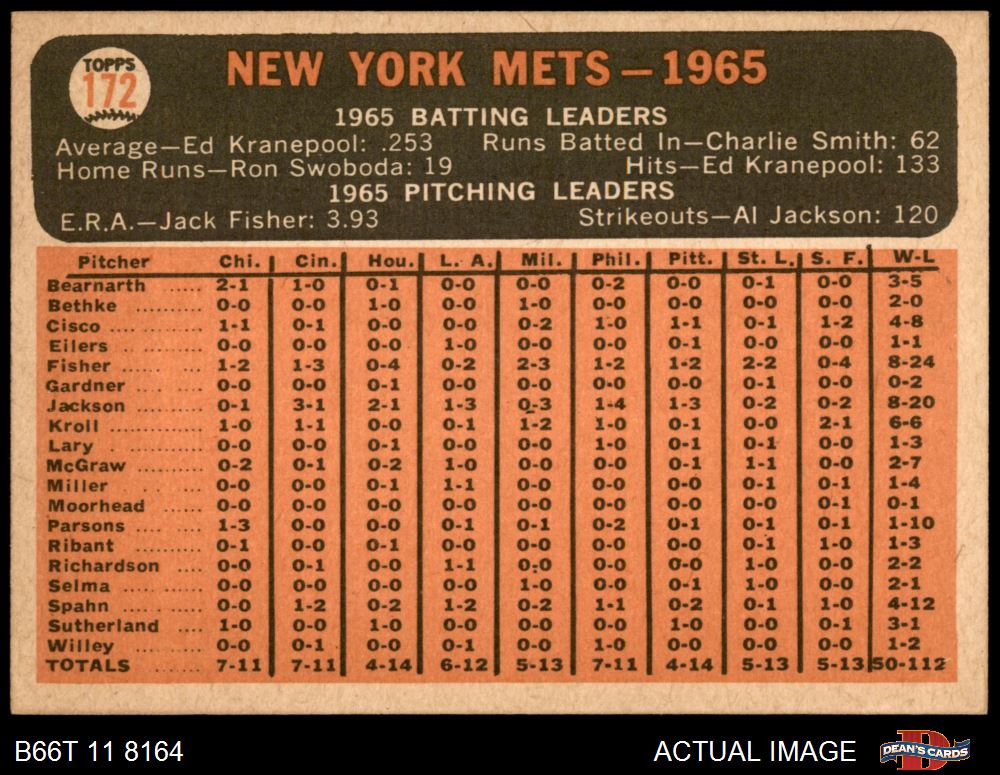 TOPPS
172
NEW YORK METS—1965
1965 BATTING LEADERS
Average—Ed Kranepool: .253 Runs Batted In—Charlie Smith: 62
Home Runs—Ron Swoboda: 19 Hits—Ed Kranepool: 133
1965 PITCHING LEADERS
E.R.A.—Jack Fisher: 3.93 Strikeouts—Al Jackson: 120
Pitcher Chi. Cin. Hou. L. A. Mil. Phil. Pitt. St. L. S. F. W-L
Bearnarth ..... 2-1 1-0 0-1 0-0 0-0 0-2 0-0 0-1 0-0 3-5
Bethke ......... 0-0 0-0 1-0 0-0 1-0 0-0 0-0 0-0 0-0 2-0
Cisco .... ........ 1-1 0-1 0-0 0-0 0-2 1-0 1-1 0-1 1-2 4-8
Eilers .. ......... 0-0 0-0 0-0 1-0 0-0 0-0 0-1 0-0 0-0 1-1
Fisher ...... ... 1-2 1-3 0-4 0-2 2-3 1-2 1-2 2-2 0-4 8-24
Gardner .... .... 0-0 0-0 0-1 0-0 0-0 0-0 0-0 0-1 0-0 0-2
Jackson .......... 0-1 3-1 2-1 1-3 0-3 1-4 1-3 0-2 0-2 8-20
Kroll ............. 1-0 1-1 0-0 0-1 1-2 1-0 0-1 0-0 2-1 6-6
Lary ..... ....... 0-0 0-0 0-1 0-0 0-0 1-0 0-1 0-1 0-0 1-3
McGraw ......... 0-2 0-1 0-2 1-0 0-0 0-0 0-1 1-1 0-0 2-7
Miller .. ..... 0-0 0-0 0-1 1-1 0-0 0-0 0-1 0-0 0-1 1-4
Moorhead ..... 0-0 0-0 0-0 0-0 0-0 0-0 0-0 0-0 0-1 0-1
Parsons .... .... 1-3 0-0 0-0 0-1 0-1 0-2 0-1 0-1 0-1 1-10
Ribant .......... 0-1 0-0 0-1 0-0 0-0 0-0 0-0 0-1 1-0 1-3
Richardson .... 0-0 0-1 0-0 1-1 0-0 0-0 0-0 1-0 0-0 2-2
Selma .... ...... 0-0 0-0 0-0 0-0 1-0 0-0 0-1 1-0 0-0 2-1
Spahn .... ..... 0-0 1-2 0-2 1-2 0-2 1-1 0-2 0-1 1-0 4-12
Sutherland .... 1-0 0-0 1-0 0-0 0-0 0-0 1-0 0-0 0-1 3-1
Willey .......... 0-0 0-1 0-0 0-1 0-0 1-0 0-0 0-0 0-0 1-2
TOTALS ........ 7-11 7-11 4-14 6-12 5-13 7-11 4-14 5-13 5-13 50-112
B66T 11 8164 ACTUAL IMAGE DEAN'S CARDS